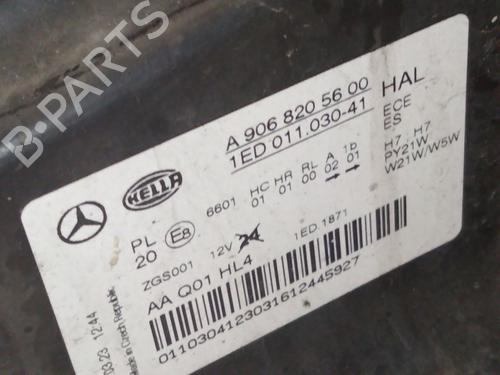 B-PARTS
A 906 820 56 00
1ED 011.030-41
HAL
ECE
ES
H7 H7
PY21W
W21W/W5W
HELLA
6601
HC HR RL A 1b
01 01 00 02 01
PL
20
E8
ZGS001
12V
1ED.1871
AA Q01 HL4
0110304123031612445927
03.23 12:44
Made in Czech Republic